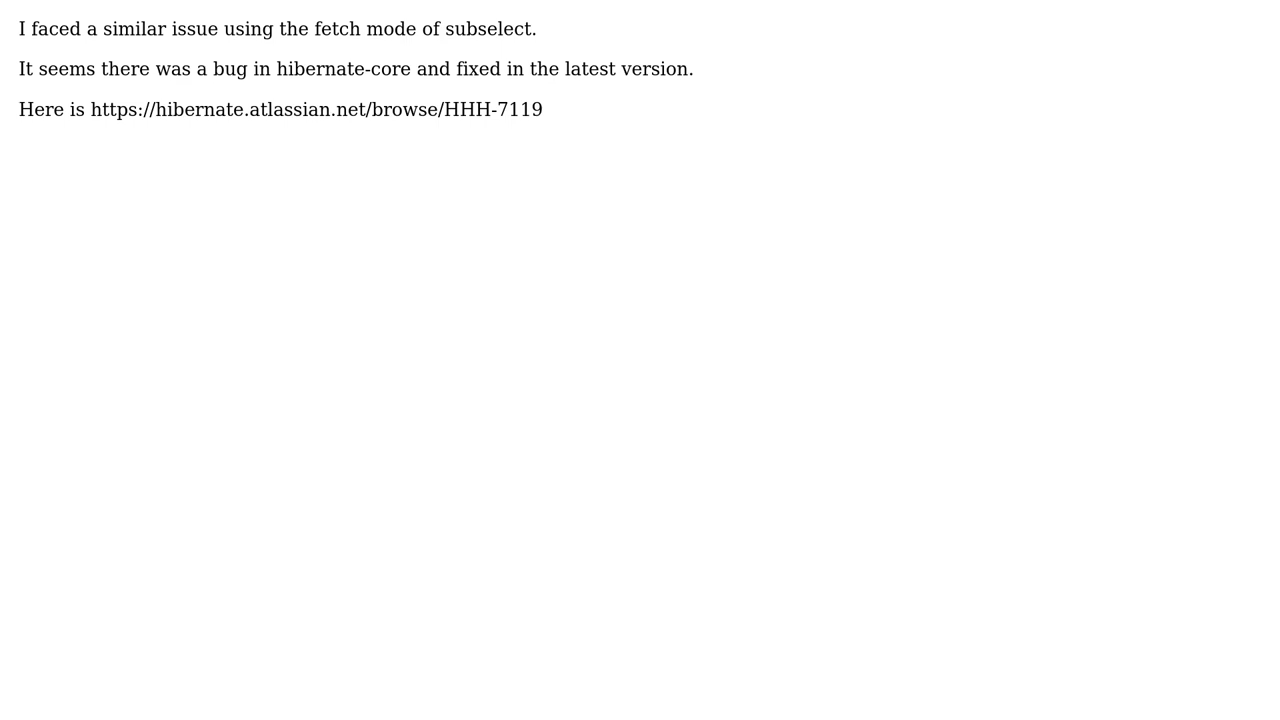 I faced a similar issue using the fetch mode of subselect.
It seems there was a bug in hibernate-core and fixed in the latest version.
Here is https://hibernate.atlassian.net/browse/HHH-7119